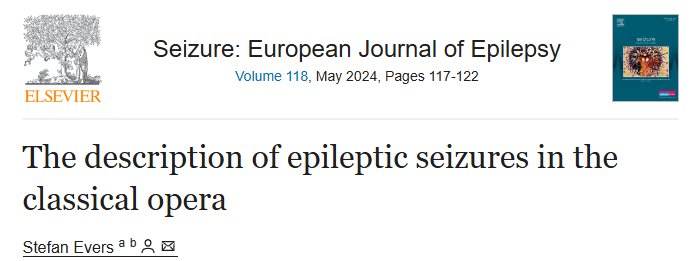 ELSEVIER
Seizure: European Journal of Epilepsy
Volume 118, May 2024, Pages 117-122
The description of epileptic seizures in the
classical opera
Stefan Evers a b